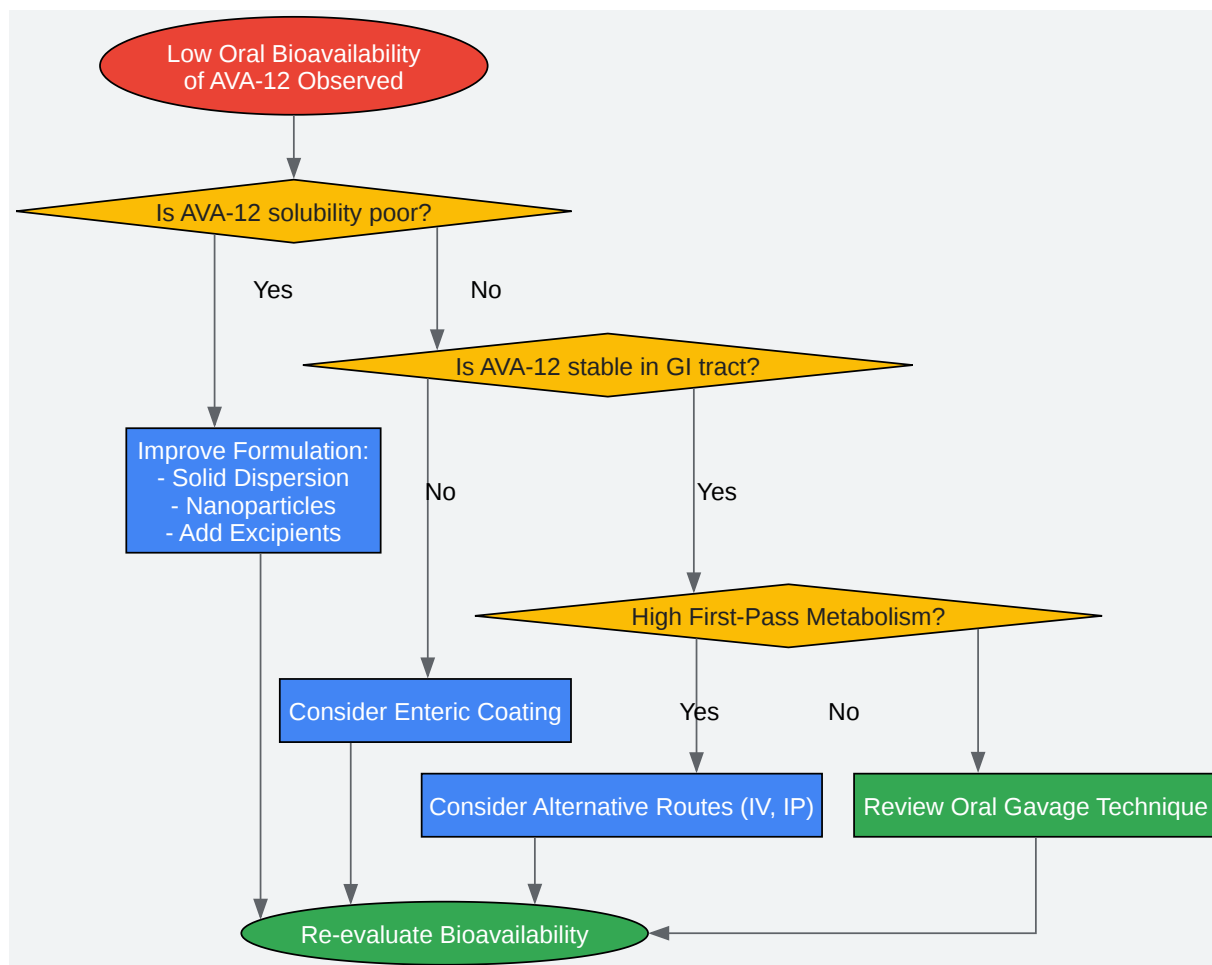 Low Oral Bioavailability
of AVA-12 Observed
Is AVA-12 solubility poor?
Yes
No
Is AVA-12 stable in GI tract?
Improve Formulation:
- Solid Dispersion
- Nanoparticles
- Add Excipients
No
Yes
High First-Pass Metabolism?
Consider Enteric Coating
Yes
No
Consider Alternative Routes (IV, IP)
Review Oral Gavage Technique
Re-evaluate Bioavailability